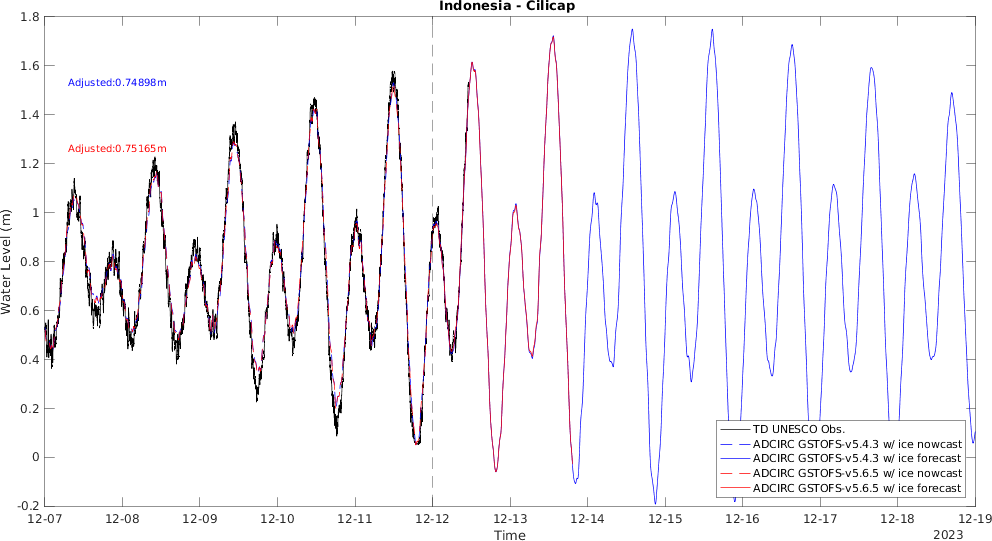 Indonesia - Cilicap
Water Level (m)
1.8
1.6
1.4
1.2
1
0.8
0.6
0.4
0.2
0
-0.2
Adjusted:0.74898m
Adjusted:0.75165m
TD UNESCO Obs.
ADCIRC GSTOFS-v5.4.3 w/ ice nowcast
ADCIRC GSTOFS-v5.4.3 w/ ice forecast
ADCIRC GSTOFS-v5.6.5 w/ ice nowcast
ADCIRC GSTOFS-v5.6.5 w/ ice forecast
12-07 12-08 12-09 12-10 12-11 12-12 12-13 12-14 12-15 12-16 12-17 12-18 12-19
Time
2023